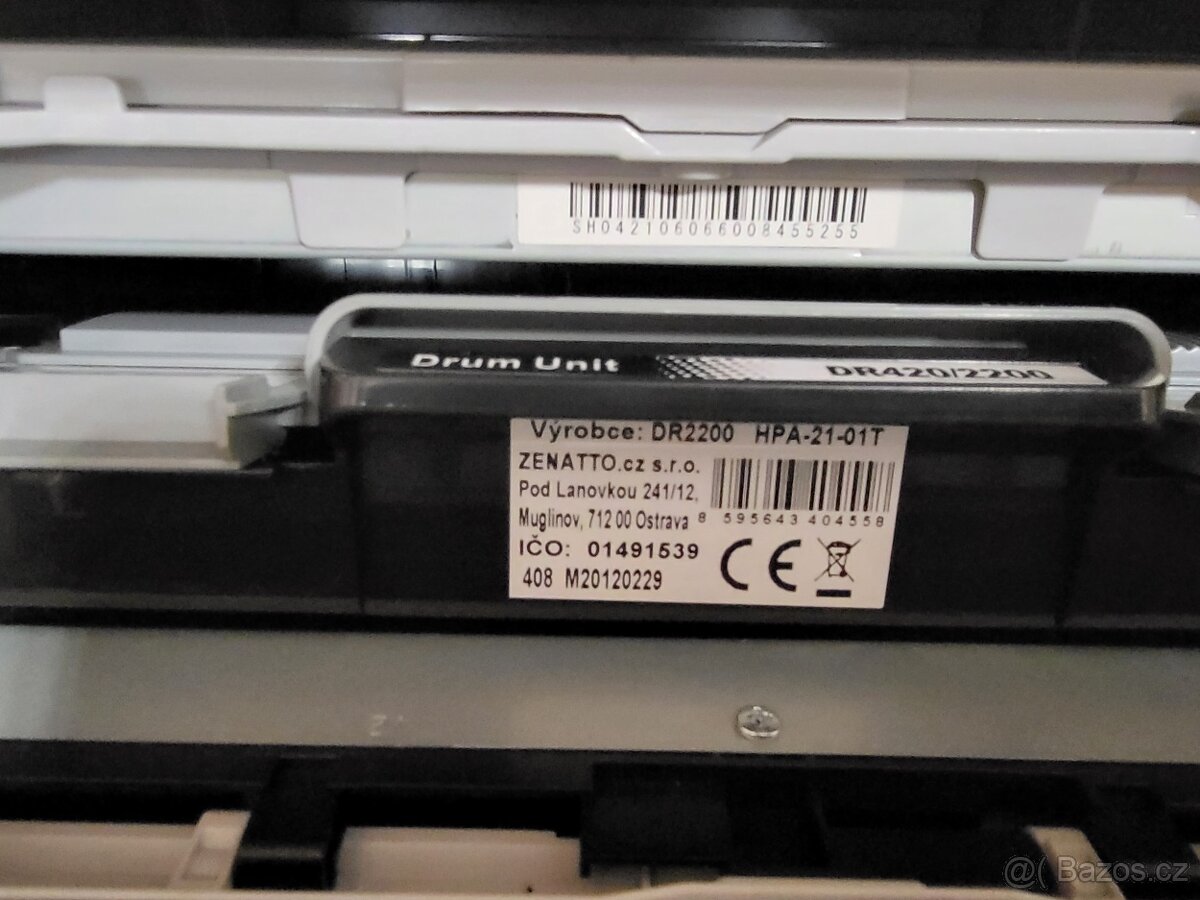 SH042106066008455255
Drum Unit DR420/2200
Výrobce: DR2200 HPA-21-01T
ZENATTO.cz s.r.o.
Pod Lanovkou 241/12,
Muglinov, 712 00 Ostrava
8 595643 404558
IČO: 01491539
CE
408 M20120229
@( Bazos.cz